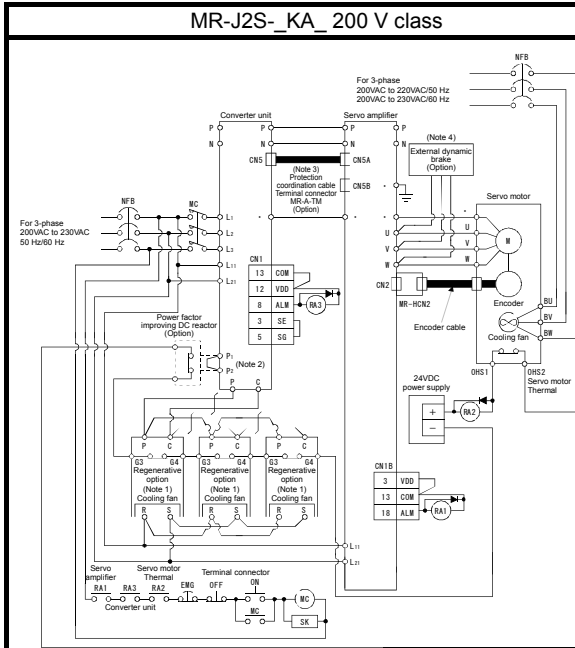 MR-J2S-_KA_ 200 V class
NFB
For 3-phase
200VAC to 220VAC/50 Hz
200VAC to 230VAC/60 Hz
Converter unit
Servo amplifier
P P P P
N N N N
(Note 4)
External dynamic
brake
(Option)
CN5 CN5A
(Note 3)
Protection
coordination cable
Terminal connector
MR-A-TM
(Option)
CN5B
Servo motor
NFB MC
For 3-phase
200VAC to 230VAC
50 Hz/60 Hz
L1
L2
L3
L11
L21
U U
V V
W W
M
CN1
13 COM
12 VDD
8 ALM
3 SE
5 SG
RA3
CN2
MR-HCN2
Encoder cable
Encoder
BU
BV
BW
Cooling fan
OHS1 OHS2
Servo motor
Thermal
Power factor
improving DC reactor
(Option)
P1
P2
(Note 2)
P C
24VDC
power supply
+
−
RA2
P C P C P C
G3 G4 G3 G4 G3 G4
Regenerative option (Note 1)
Regenerative option (Note 1)
Regenerative option (Note 1)
Cooling fan Cooling fan Cooling fan
R S R S R S
CN1B
3 VDD
13 COM
18 ALM
RA1
L11
L21
Servo amplifier
Servo motor Thermal
Terminal connector
RA1 RA3 RA2 EMG OFF ON
MC
Converter unit
MC
SK